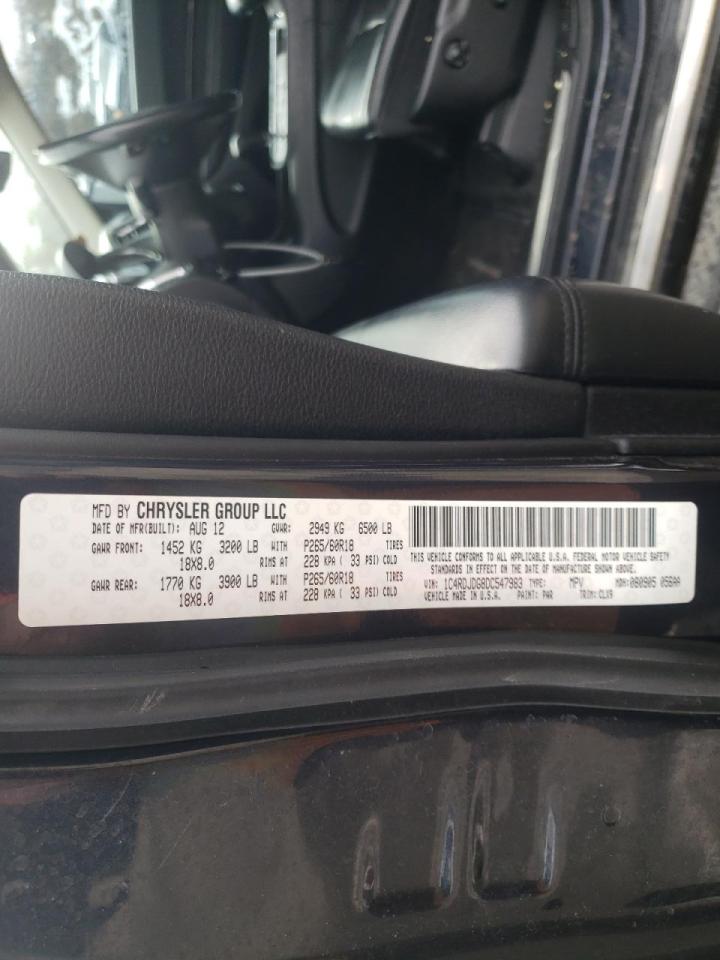 MFD BY CHRYSLER GROUP LLC
DATE OF MFR(BUILT): AUG 12 GVWR: 2949 KG 6500 LB
GAWR FRONT: 1452 KG 3200 LB WITH P265/60R18 TIRES
18X8.0 RIMS AT 228 KPA ( 33 PSI) COLD
GAWR REAR: 1770 KG 3900 LB WITH P265/60R18 TIRES
18X8.0 RIMS AT 228 KPA ( 33 PSI) COLD
THIS VEHICLE CONFORMS TO ALL APPLICABLE U.S.A. FEDERAL MOTOR VEHICLE SAFETY
STANDARDS IN EFFECT ON THE DATE OF MANUFACTURE SHOWN ABOVE.
VIN: 1C4RDJDG8DC547983 TYPE: MPV MDH: 080905 056AA
MADE IN U.S.A. PAINT: PAR TRIM: CLX9